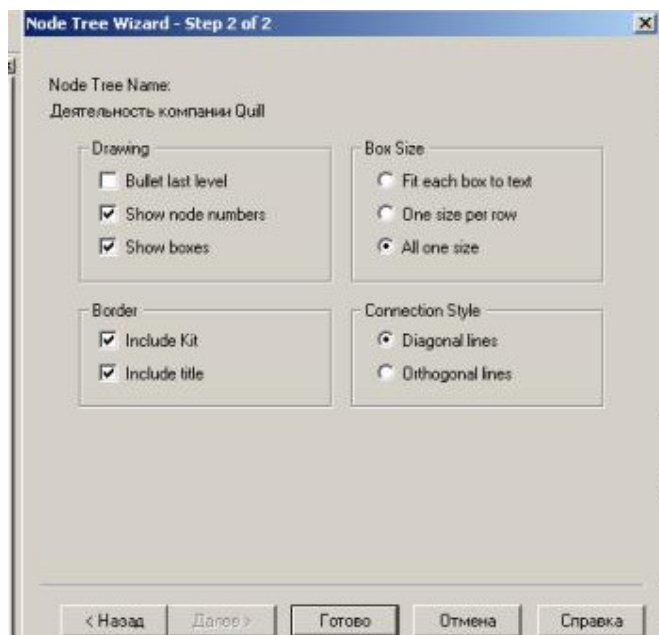 Node Tree Wizard - Step 2 of 2
Node Tree Name:
Деятельность компании Quill
Drawing
Bullet last level
Show node numbers
Show boxes
Box Size
Fit each box to text
One size per row
All one size
Border
Include Kit
Include title
Connection Style
Diagonal lines
Orthogonal lines
< Назад Далее > Готово Отмена Справка